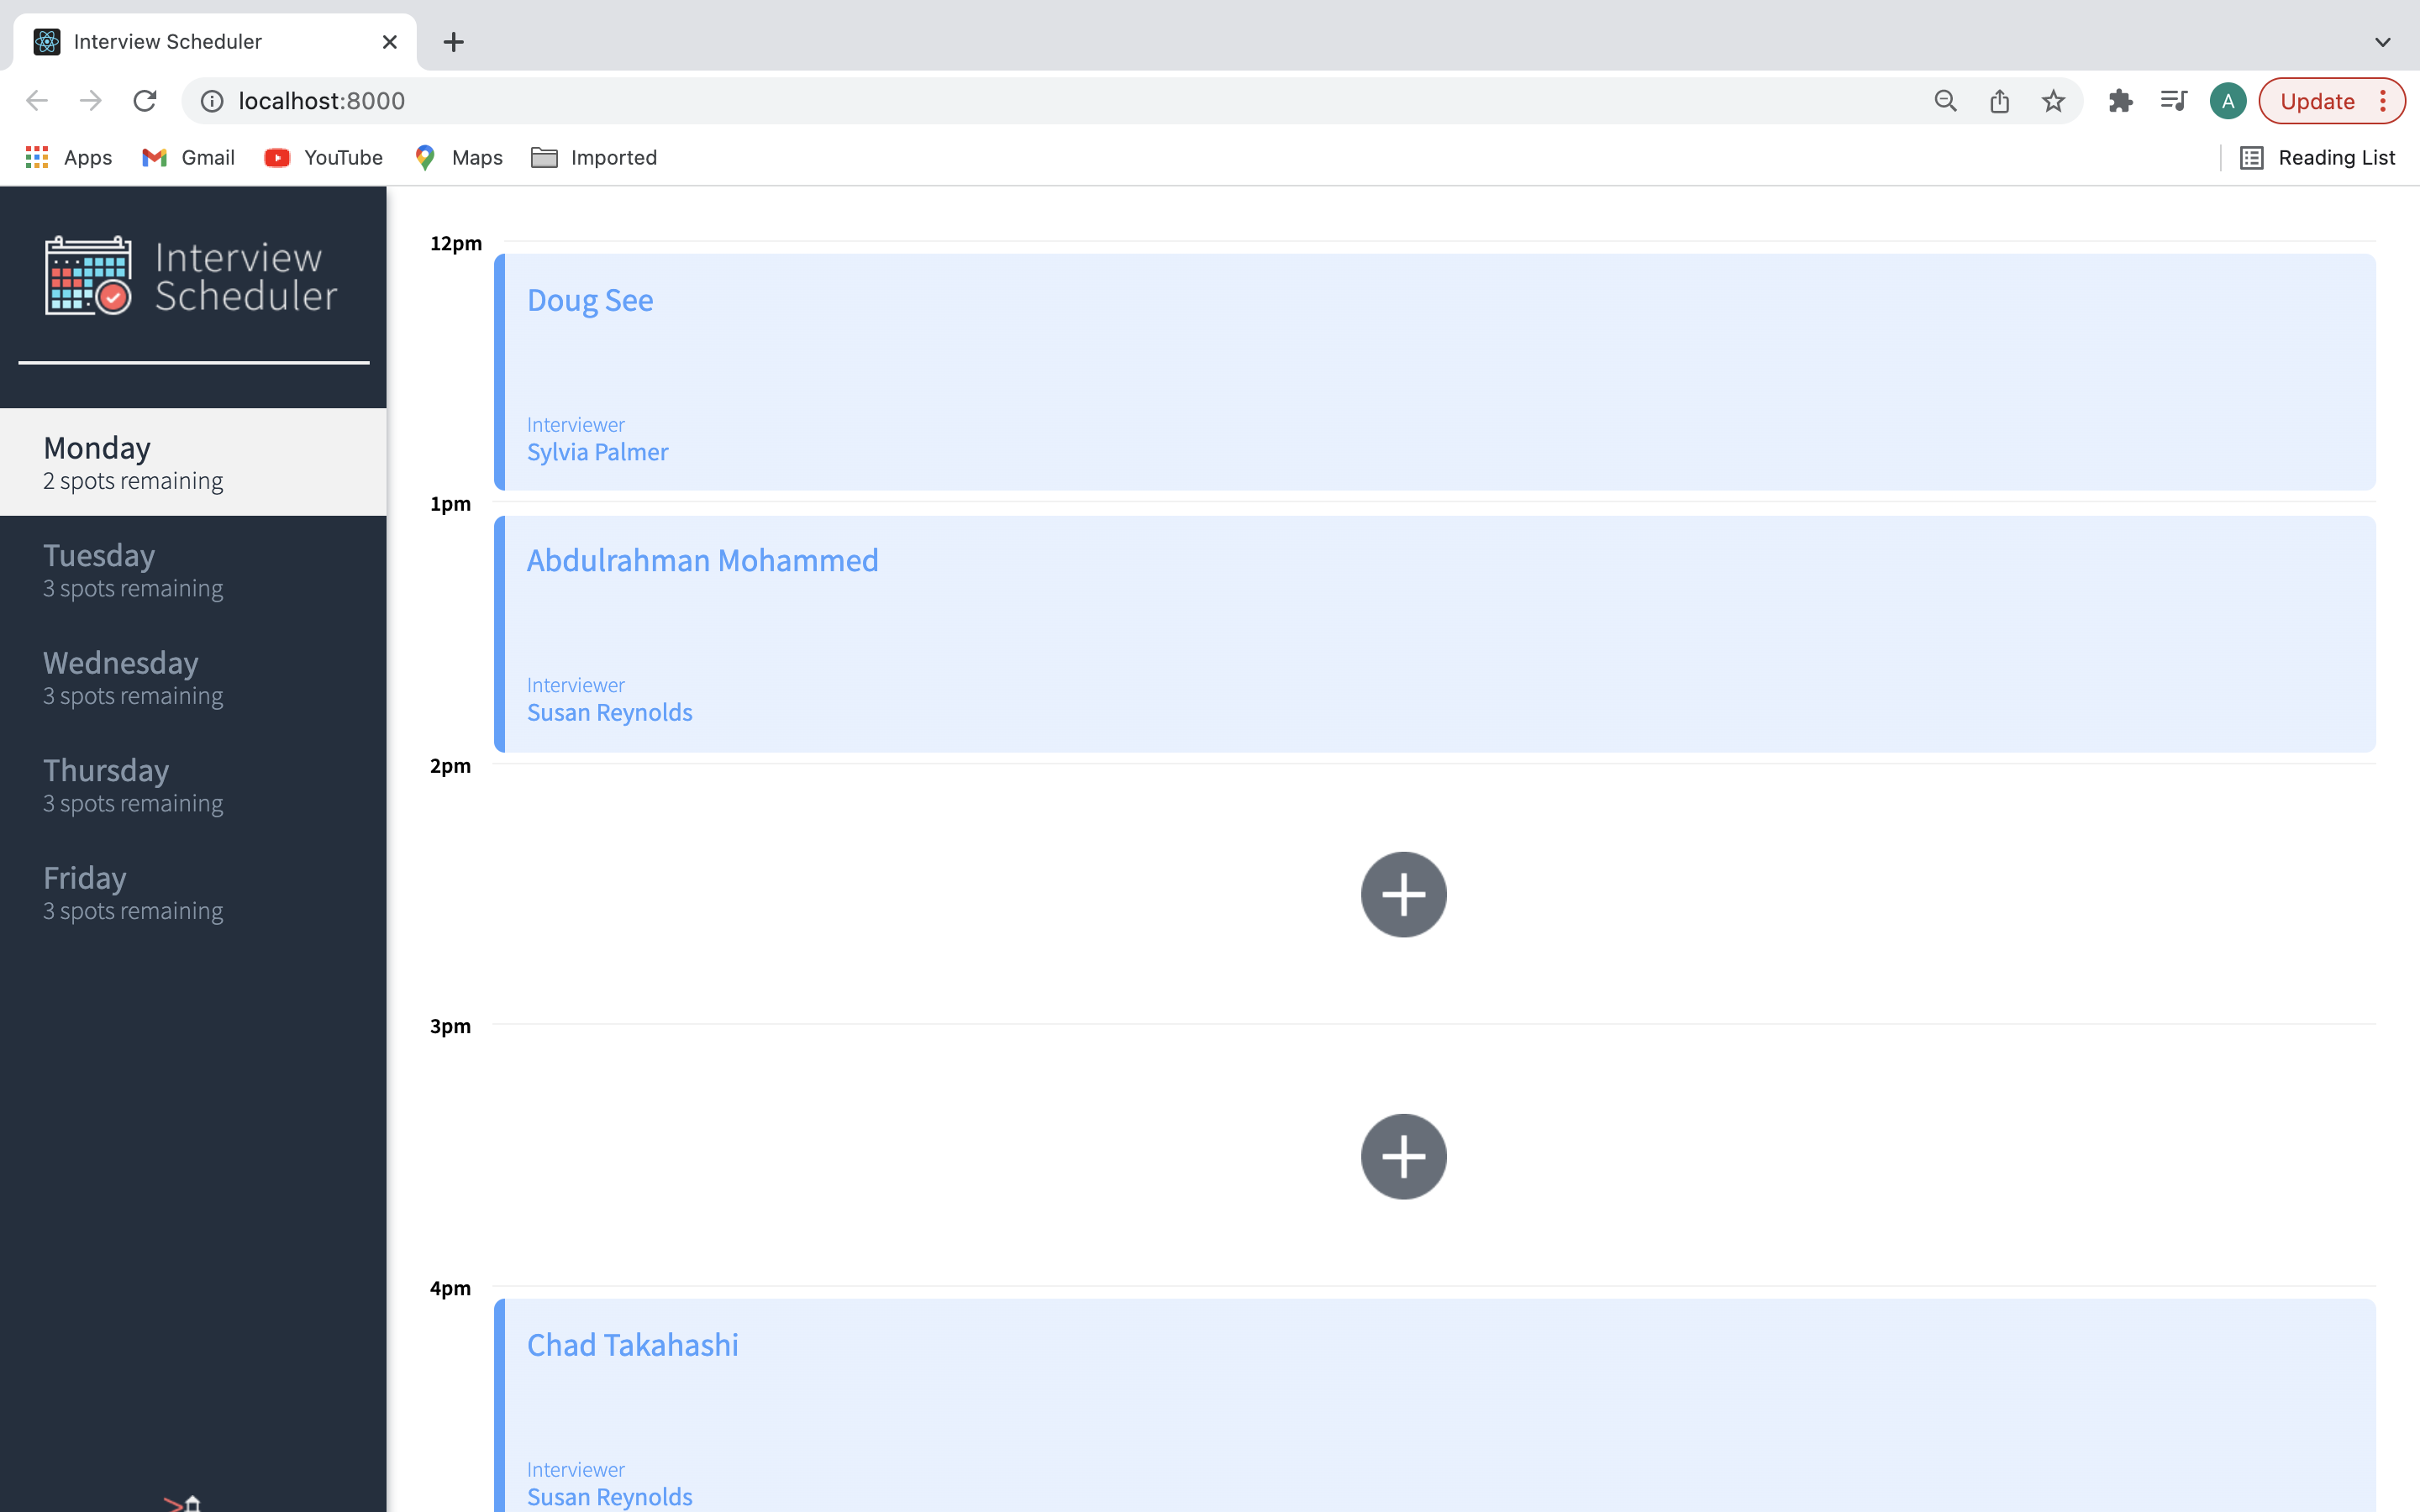 Interview Scheduler
localhost:8000
A
Update
Apps
Gmail
YouTube
Maps
Imported
Reading List
Interview
Scheduler
Monday
2 spots remaining
Tuesday
3 spots remaining
Wednesday
3 spots remaining
Thursday
3 spots remaining
Friday
3 spots remaining
12pm
Doug See
Interviewer
Sylvia Palmer
1pm
Abdulrahman Mohammed
Interviewer
Susan Reynolds
2pm
3pm
4pm
Chad Takahashi
Interviewer
Susan Reynolds